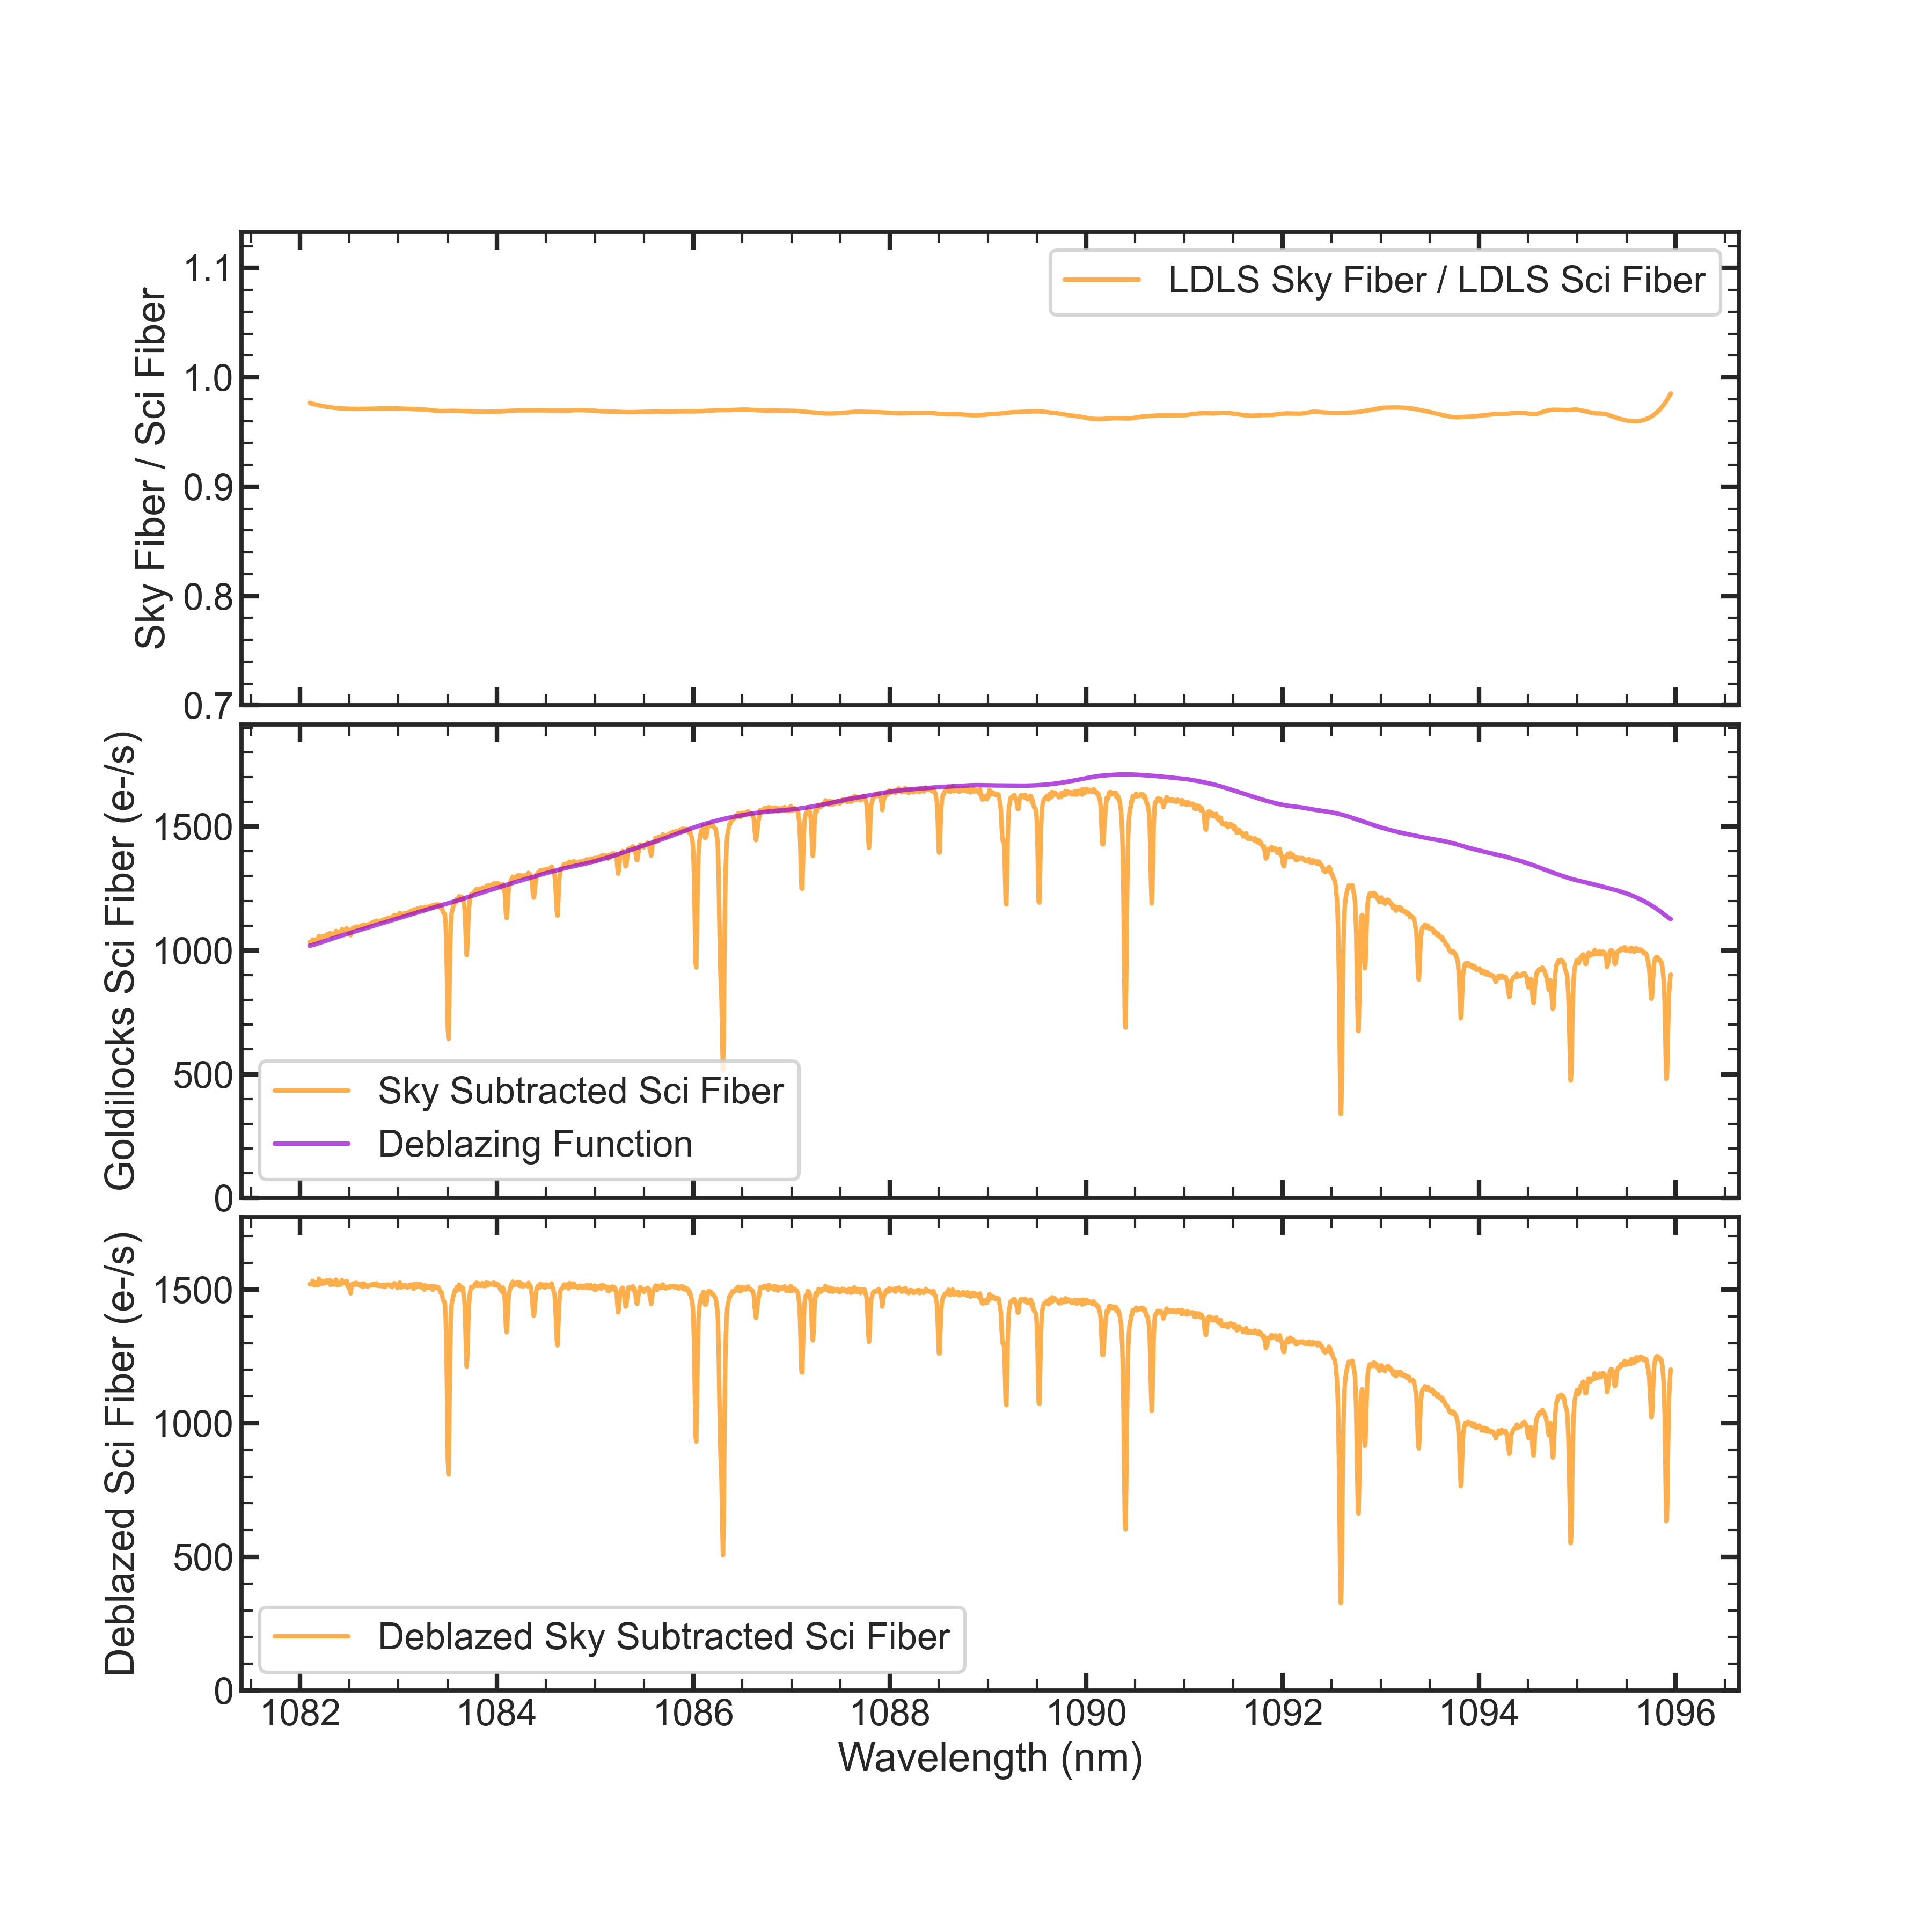 LDLS Sky Fiber / LDLS Sci Fiber
Sky Fiber / Sci Fiber
1.1
1.0
0.9
0.8
0.7
Goldilocks Sci Fiber (e-/s)
1500
1000
500
0
Sky Subtracted Sci Fiber
Deblazing Function
Deblazed Sci Fiber (e-/s)
1500
1000
500
0
Deblazed Sky Subtracted Sci Fiber
1082 1084 1086 1088 1090 1092 1094 1096
Wavelength (nm)